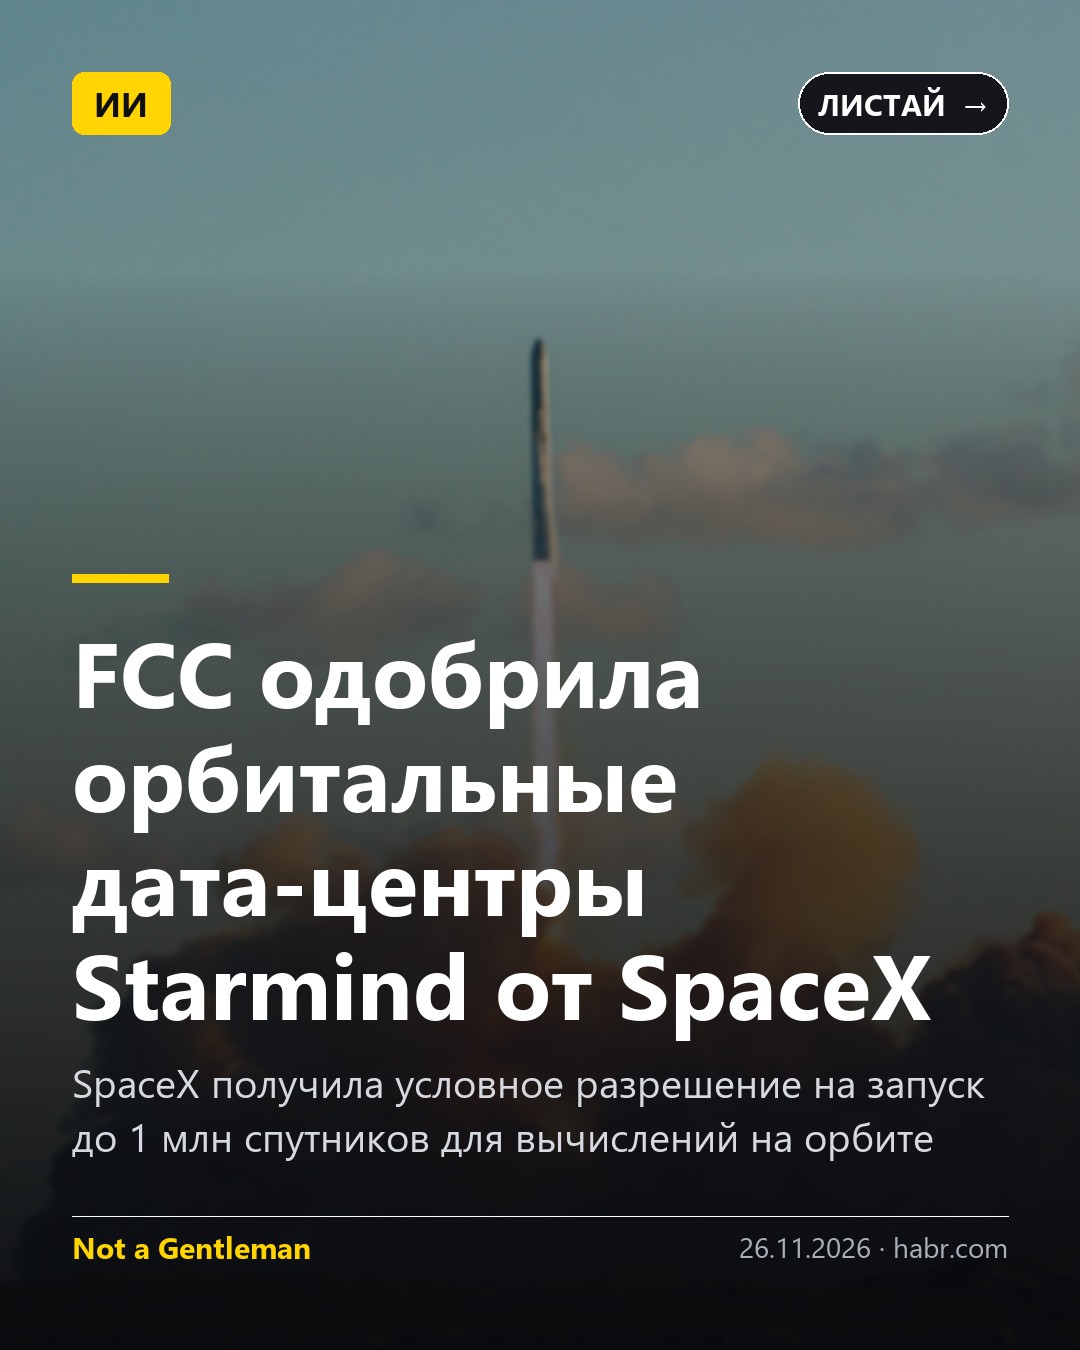 ИИ
ЛИСТАЙ →
FCC одобрила
орбитальные
дата-центры
Starmind от SpaceX
SpaceX получила условное разрешение на запуск
до 1 млн спутников для вычислений на орбите
Not a Gentleman
26.11.2026 · habr.com